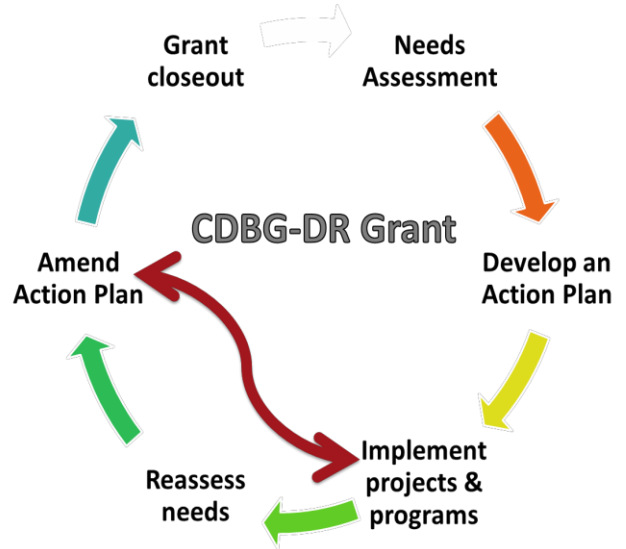 Grant
closeout
Needs
Assessment
CDBG-DR Grant
Amend
Action Plan
Develop an
Action Plan
Reassess
needs
Implement
projects &
programs